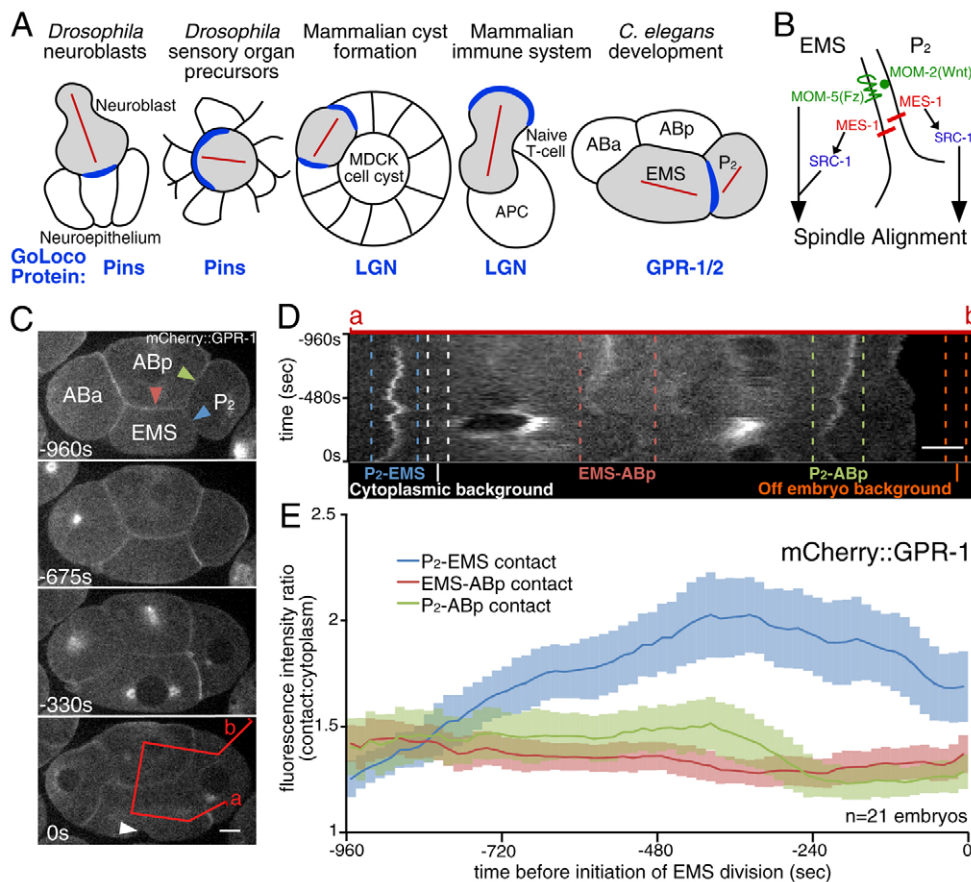 A
Drosophila
neuroblasts
Drosophila
sensory organ
precursors
Mammalian cyst
formation
Mammalian immune system
C. elegans
development
Neuroblast
Neuroepithelium
MDCK
cell cyst
Naive
T-cell
APC
ABa
ABp
EMS
P2
GoLoco
Protein:
Pins
Pins
LGN
LGN
GPR-1/2
B
EMS
P2
MOM-2(Wnt)
MOM-5(Fz)
MES-1
MES-1
SRC-1
SRC-1
Spindle Alignment
C
mCherry::GPR-1
ABp
ABa
P2
EMS
-960s
-675s
-330s
b
a
0s
D
a
b
-960s
-480s
0s
time (sec)
P2-EMS
EMS-ABp
P2-ABp
Cytoplasmic background
Off embryo background
E
2.5
2
1.5
1
fluorescence intensity ratio
(contact:cytoplasm)
P2-EMS contact
EMS-ABp contact
P2-ABp contact
mCherry::GPR-1
n=21 embryos
-960
-720
-480
-240
0
time before initiation of EMS division (sec)